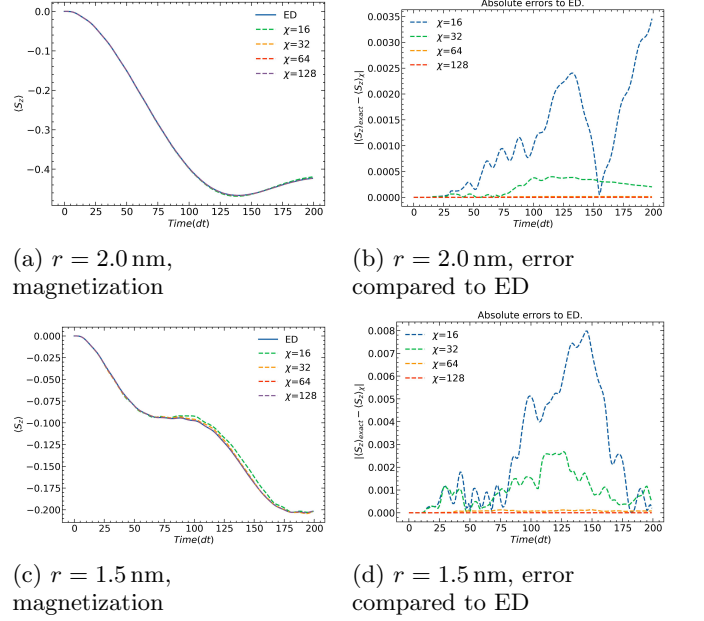 0.0
−0.1
−0.2
−0.3
−0.4
⟨S_z⟩
0 25 50 75 100 125 150 175 200
Time(dt)
ED
χ=16
χ=32
χ=64
χ=128
Absolute errors to ED.
0.0035
0.0030
0.0025
0.0020
0.0015
0.0010
0.0005
0.0000
|⟨S_z⟩_exact − ⟨S_z⟩_χ|
0 25 50 75 100 125 150 175 200
Time(dt)
χ=16
χ=32
χ=64
χ=128
(a) r = 2.0 nm,
magnetization
(b) r = 2.0 nm, error
compared to ED
0.000
−0.025
−0.050
−0.075
−0.100
−0.125
−0.150
−0.175
−0.200
⟨S_z⟩
0 25 50 75 100 125 150 175 200
Time(dt)
ED
χ=16
χ=32
χ=64
χ=128
Absolute errors to ED.
0.008
0.007
0.006
0.005
0.004
0.003
0.002
0.001
0.000
|⟨S_z⟩_exact − ⟨S_z⟩_χ|
0 25 50 75 100 125 150 175 200
Time(dt)
χ=16
χ=32
χ=64
χ=128
(c) r = 1.5 nm,
magnetization
(d) r = 1.5 nm, error
compared to ED